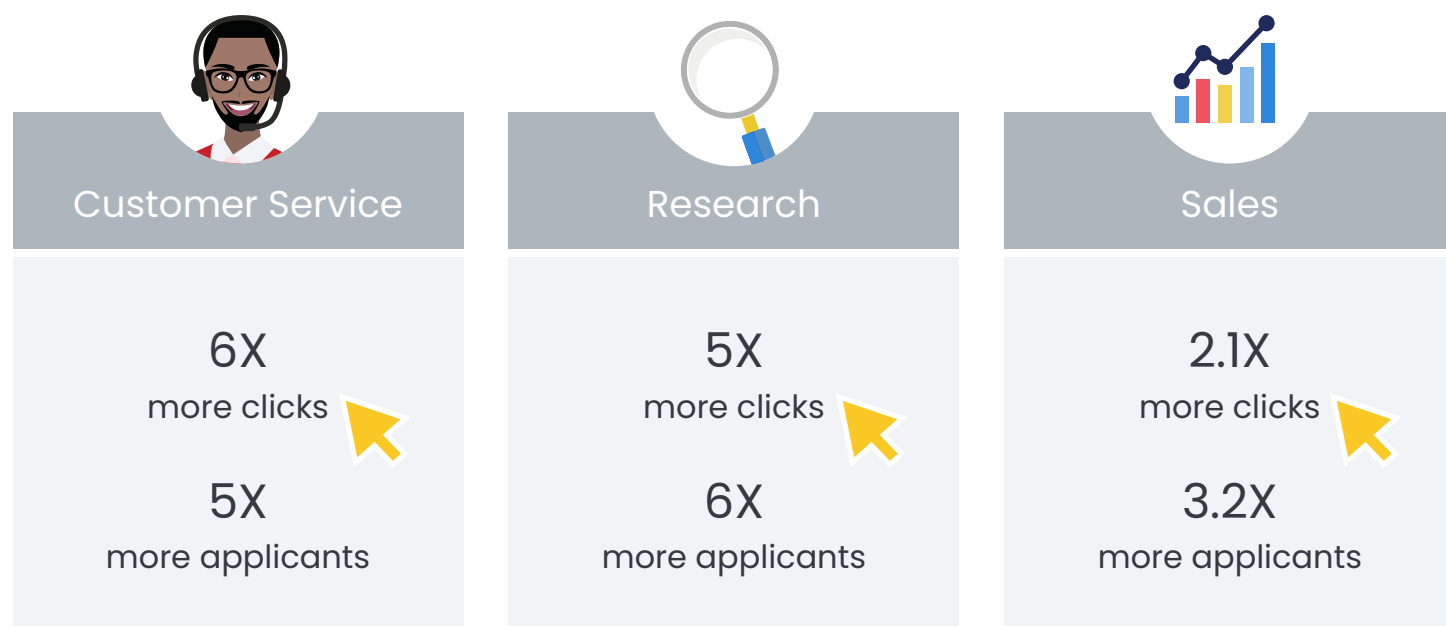 Customer Service
6X
more clicks
5X
more applicants
Research
5X
more clicks
6X
more applicants
Sales
2.1X
more clicks
3.2X
more applicants